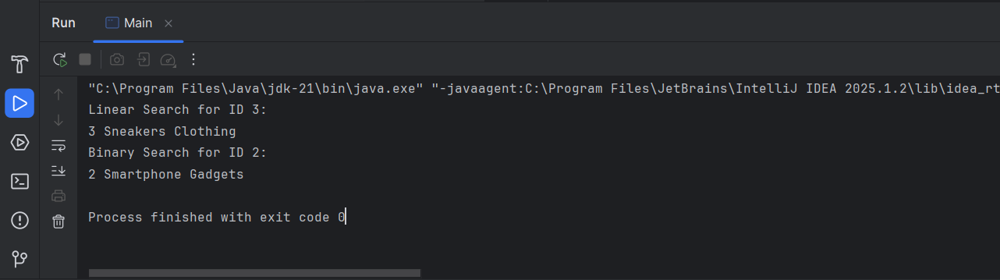 Run Main
"C:\Program Files\Java\jdk-21\bin\java.exe" "-javaagent:C:\Program Files\JetBrains\IntelliJ IDEA 2025.1.2\lib\idea_rt
Linear Search for ID 3:
3 Sneakers Clothing
Binary Search for ID 2:
2 Smartphone Gadgets
Process finished with exit code 0